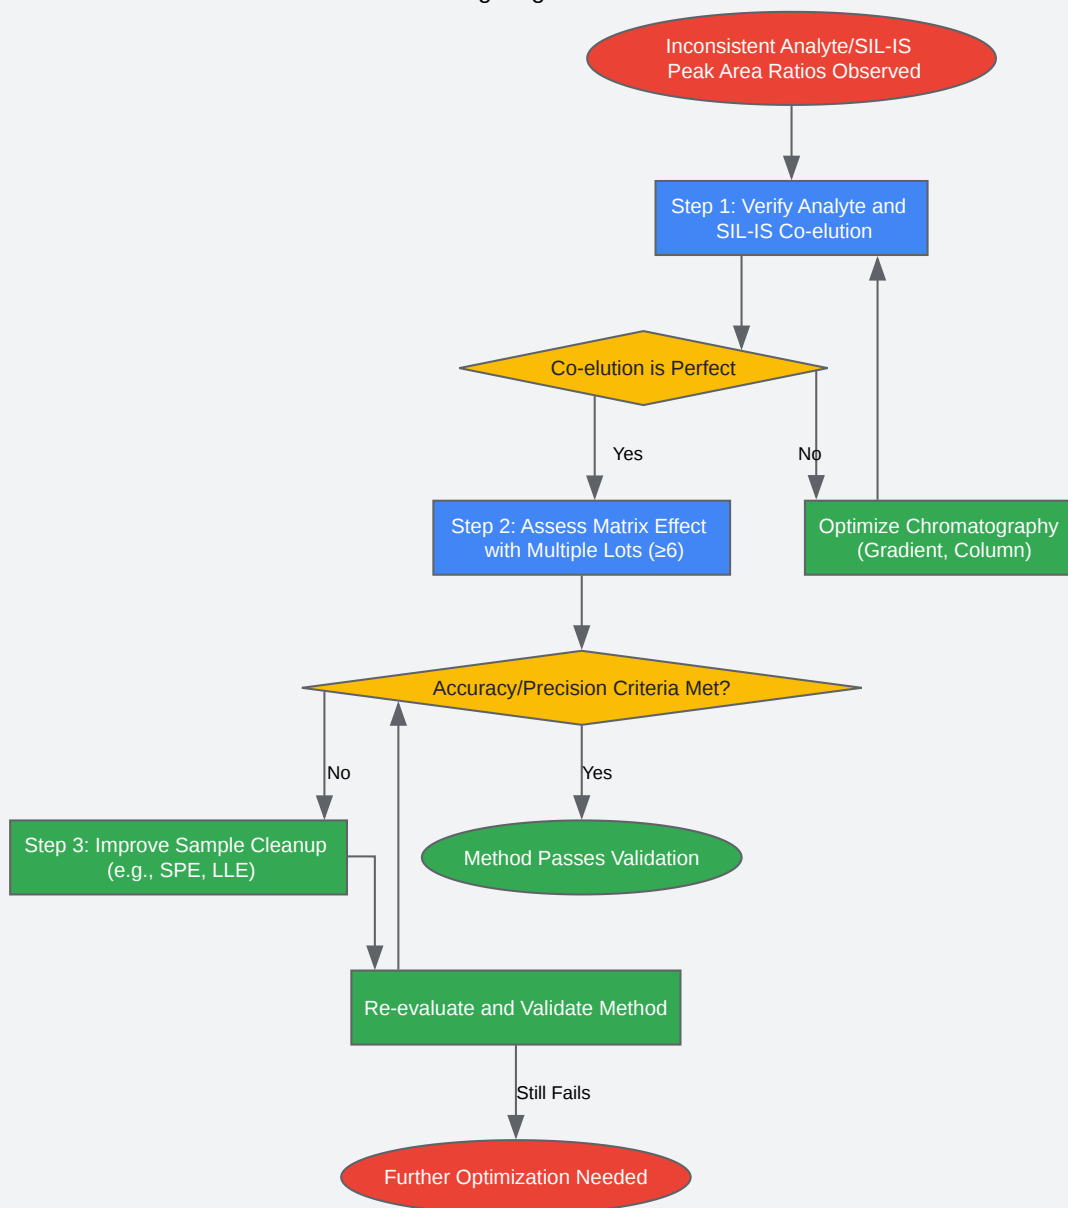 Inconsistent Analyte/SIL-IS
Peak Area Ratios Observed
Step 1: Verify Analyte and
SIL-IS Co-elution
Co-elution is Perfect
Yes
No
Step 2: Assess Matrix Effect
with Multiple Lots (≥6)
Optimize Chromatography
(Gradient, Column)
Accuracy/Precision Criteria Met?
No
Yes
Step 3: Improve Sample Cleanup
(e.g., SPE, LLE)
Method Passes Validation
Re-evaluate and Validate Method
Still Fails
Further Optimization Needed